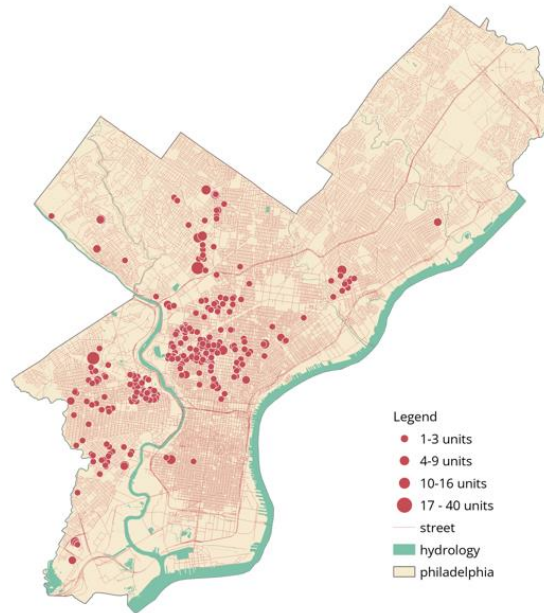 Legend
1-3 units
4-9 units
10-16 units
17 - 40 units
street
hydrology
philadelphia